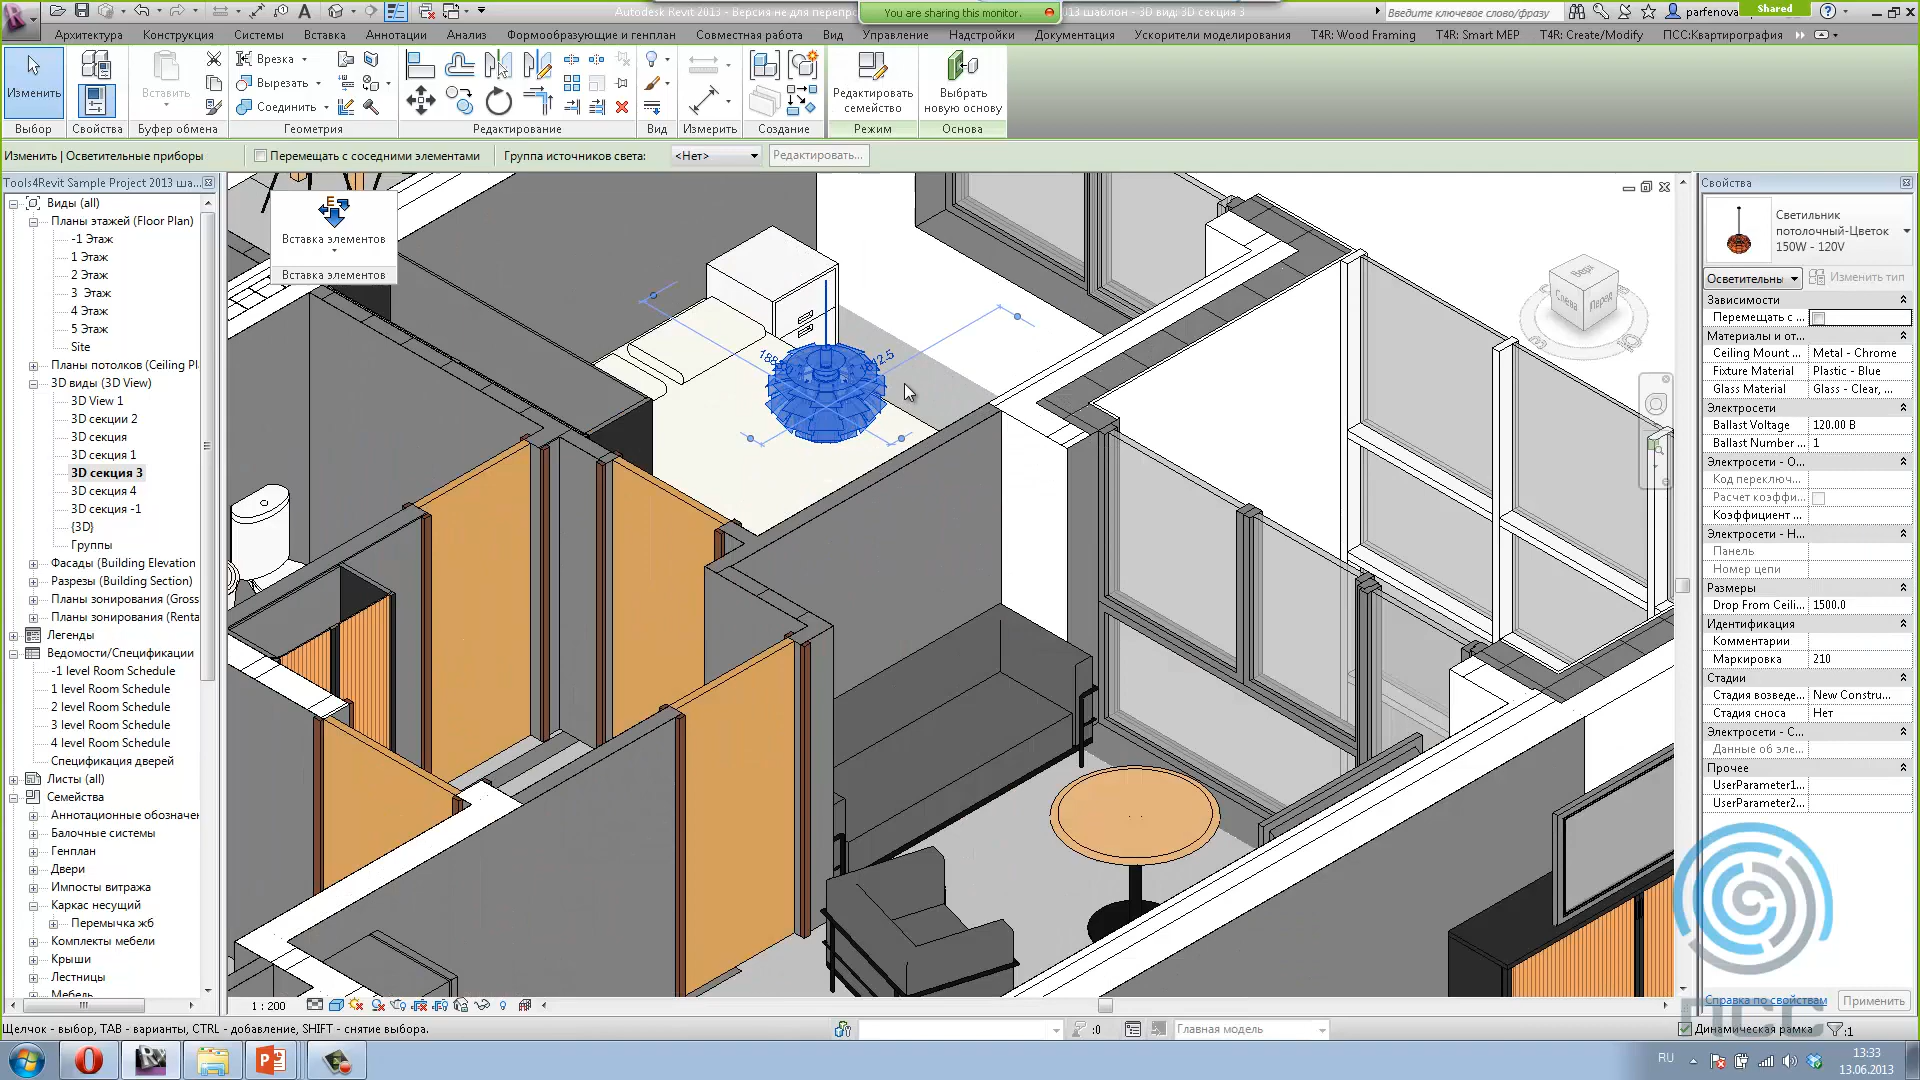 Autodesk Revit 2013 - Версия не для перепро
You are sharing this monitor.
013 шаблон - 3D вид: 3D секция 3
Введите ключевое слово/фразу
parfenova
Shared
Архитектура Конструкция Системы Вставка Аннотации Анализ Формообразующие и генплан Совместная работа Вид Управление Надстройки Документация Ускорители моделирования T4R: Wood Framing T4R: Smart MEP T4R: Create/Modify ПСС:Квартирография
Изменить
Вставить
Врезка
Вырезать
Соединить
Редактировать семейство
Выбрать новую основу
Выбор Свойства Буфер обмена Геометрия Редактирование Вид Измерить Создание Режим Основа
Изменить | Осветительные приборы
Перемещать с соседними элементами
Группа источников света:
<Нет>
Редактировать...
Tools4Revit Sample Project 2013 ша...
Виды (all)
Планы этажей (Floor Plan)
-1 Этаж
1 Этаж
2 Этаж
3 Этаж
4 Этаж
5 Этаж
Site
Планы потолков (Ceiling Pl
3D виды (3D View)
3D View 1
3D секции 2
3D секция
3D секция 1
3D секция 3
3D секция 4
3D секция -1
{3D}
Группы
Фасады (Building Elevation
Разрезы (Building Section)
Планы зонирования (Gross
Планы зонирования (Renta
Легенды
Ведомости/Спецификации
-1 level Room Schedule
1 level Room Schedule
2 level Room Schedule
3 level Room Schedule
4 level Room Schedule
Спецификация дверей
Листы (all)
Семейства
Аннотационные обозначен
Балочные системы
Генплан
Двери
Импосты витража
Каркас несущий
Перемычка жб
Комплекты мебели
Крыши
Лестницы
Мебель
Вставка элементов
Вставка элементов
Верх
Слева
Перед
Свойства
Светильник
потолочный-Цветок
150W - 120V
Осветительны
Изменить тип
Зависимости
Перемещать с ...
Материалы и от...
Ceiling Mount ... Metal - Chrome
Fixture Material Plastic - Blue
Glass Material Glass - Clear, ...
Электросети
Ballast Voltage 120.00 В
Ballast Number ... 1
Электросети - О...
Код переключ...
Расчет коэффи...
Коэффициент ...
Электросети - Н...
Панель
Номер цепи
Размеры
Drop From Ceili... 1500.0
Идентификация
Комментарии
Маркировка 210
Стадии
Стадия возведе... New Constru...
Стадия сноса Нет
Электросети - С...
Данные об эле...
Прочее
UserParameter1...
UserParameter2...
Справка по свойствам
Применить
1 : 200
Щелчок - выбор, TAB - варианты, CTRL - добавление, SHIFT - снятие выбора.
:0
Главная модель
Динамическая рамка
:1
ПСС
RU
13:33
13.06.2013